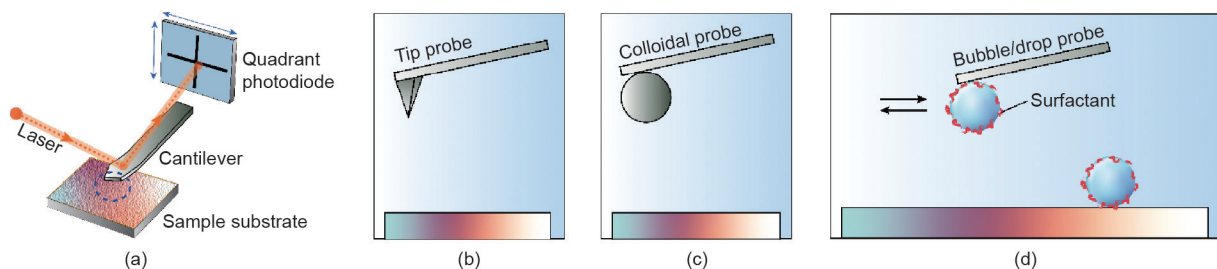 Quadrant
photodiode
Laser
Cantilever
Sample substrate
(a)
Tip probe
(b)
Colloidal probe
(c)
Bubble/drop probe
Surfactant
(d)